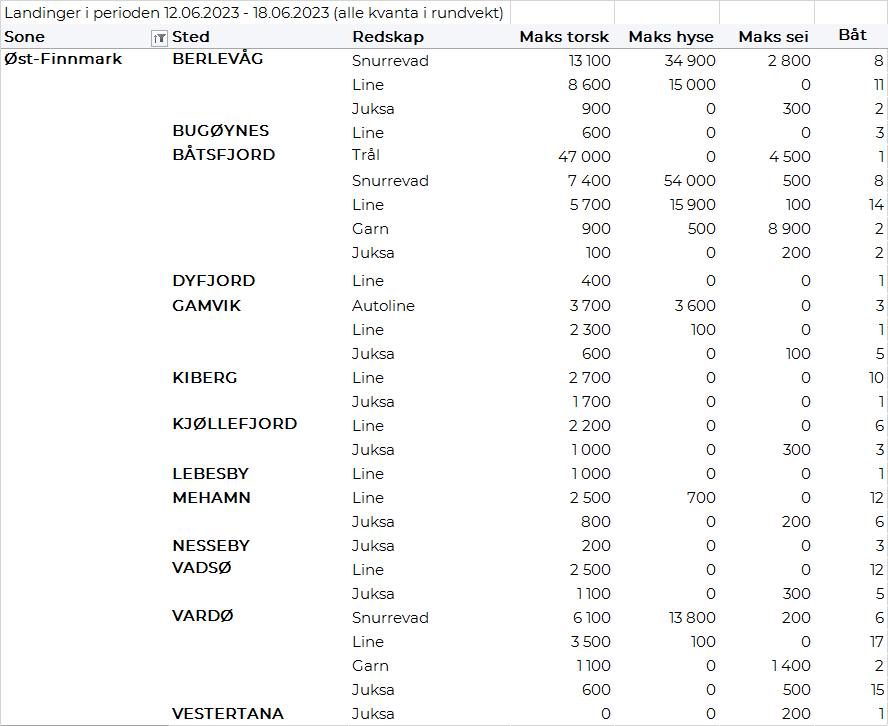 Landinger i perioden 12.06.2023 - 18.06.2023 (alle kvanta i rundvekt)
Sone Sted Redskap Maks torsk Maks hyse Maks sei Båt
Øst-Finnmark BERLEVÅG Snurrevad 13 100 34 900 2 800 8
Line 8 600 15 000 0 11
Juksa 900 0 300 2
BUGØYNES Line 600 0 0 3
BÅTSFJORD Trål 47 000 0 4 500 1
Snurrevad 7 400 54 000 500 8
Line 5 700 15 900 100 14
Garn 900 500 8 900 2
Juksa 100 0 200 2
DYFJORD Line 400 0 0 1
GAMVIK Autoline 3 700 3 600 0 3
Line 2 300 100 0 1
Juksa 600 0 100 5
KIBERG Line 2 700 0 0 10
Juksa 1 700 0 0 1
KJØLLEFJORD Line 2 200 0 0 6
Juksa 1 000 0 300 3
LEBESBY Line 1 000 0 0 1
MEHAMN Line 2 500 700 0 12
Juksa 800 0 200 6
NESSEBY Juksa 200 0 0 3
VADSØ Line 2 500 0 0 12
Juksa 1 100 0 300 5
VARDØ Snurrevad 6 100 13 800 200 6
Line 3 500 100 0 17
Garn 1 100 0 1 400 2
Juksa 600 0 500 15
VESTERTANA Juksa 0 0 200 1